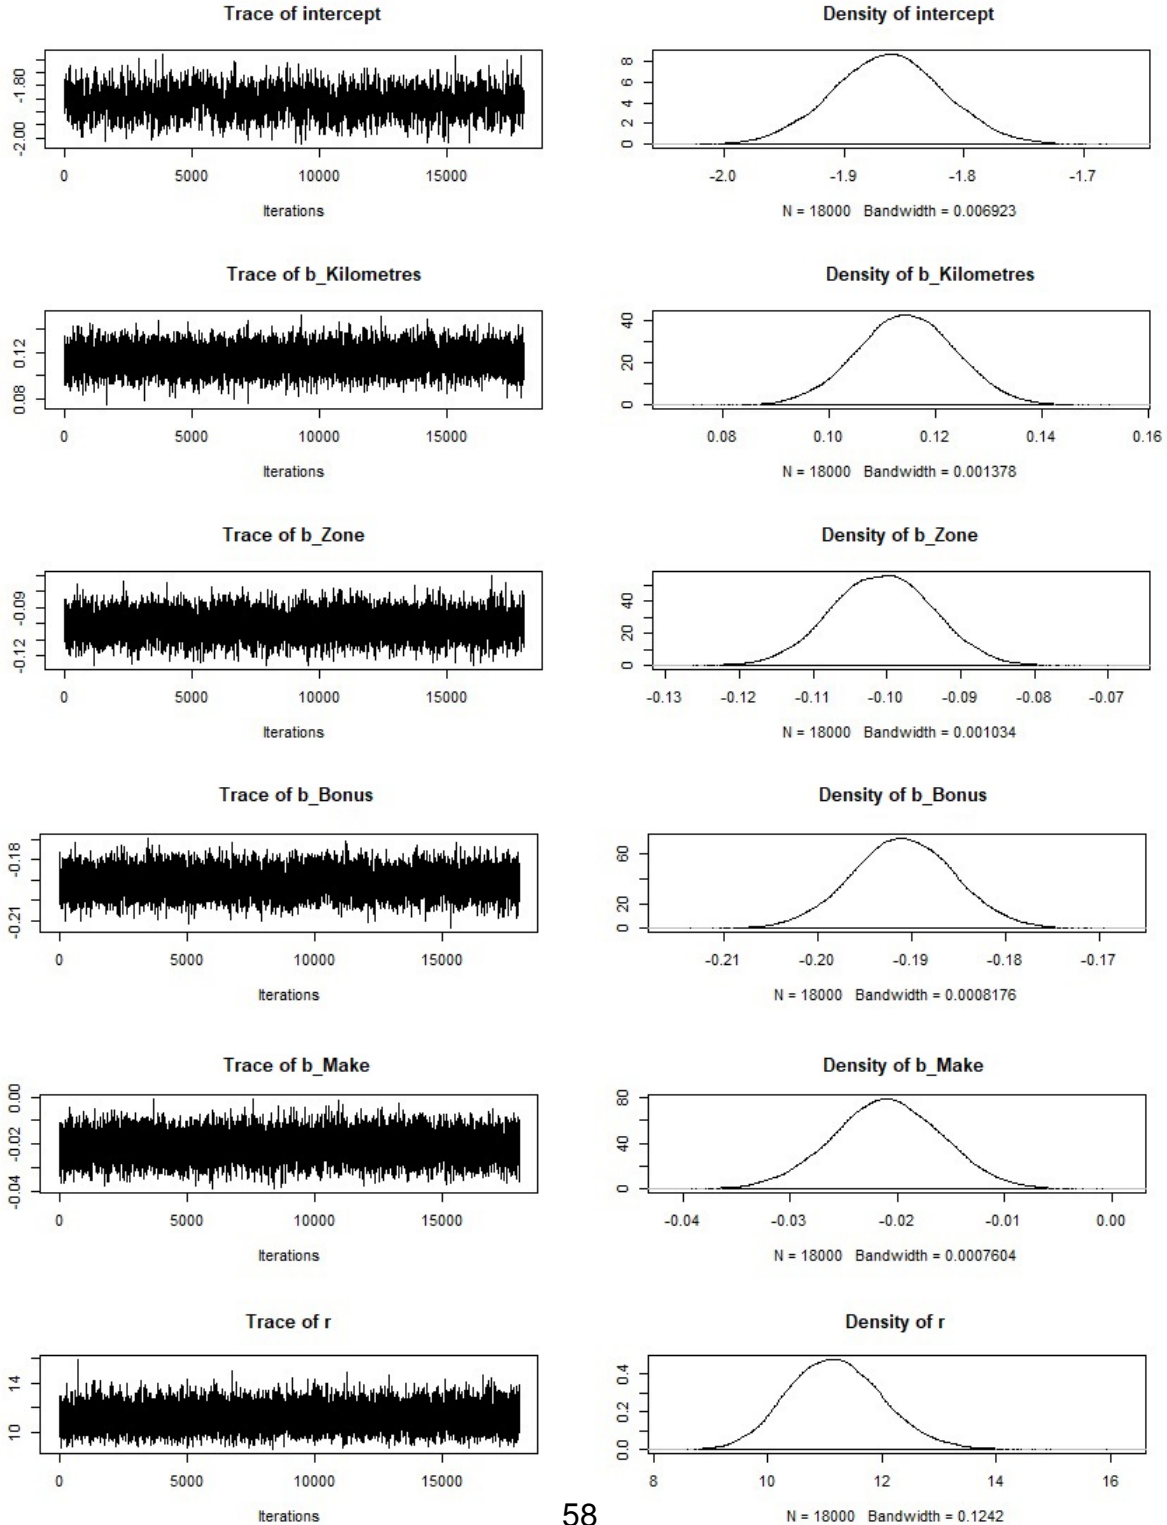 Trace of intercept
Density of intercept
-2.00 -1.80
0 2 4 6 8
0 5000 10000 15000
-2.0 -1.9 -1.8 -1.7
Iterations
N = 18000 Bandwidth = 0.006923
Trace of b_Kilometres
Density of b_Kilometres
0.08 0.12
0 20 40
0 5000 10000 15000
0.08 0.10 0.12 0.14 0.16
Iterations
N = 18000 Bandwidth = 0.001378
Trace of b_Zone
Density of b_Zone
-0.12 -0.09
0 20 40
0 5000 10000 15000
-0.13 -0.12 -0.11 -0.10 -0.09 -0.08 -0.07
Iterations
N = 18000 Bandwidth = 0.001034
Trace of b_Bonus
Density of b_Bonus
-0.21 -0.18
0 20 60
0 5000 10000 15000
-0.21 -0.20 -0.19 -0.18 -0.17
Iterations
N = 18000 Bandwidth = 0.0008176
Trace of b_Make
Density of b_Make
-0.04 -0.02 0.00
0 40 80
0 5000 10000 15000
-0.04 -0.03 -0.02 -0.01 0.00
Iterations
N = 18000 Bandwidth = 0.0007604
Trace of r
Density of r
10 14
0.0 0.2 0.4
0 5000 10000 15000
8 10 12 14 16
Iterations
58
N = 18000 Bandwidth = 0.1242